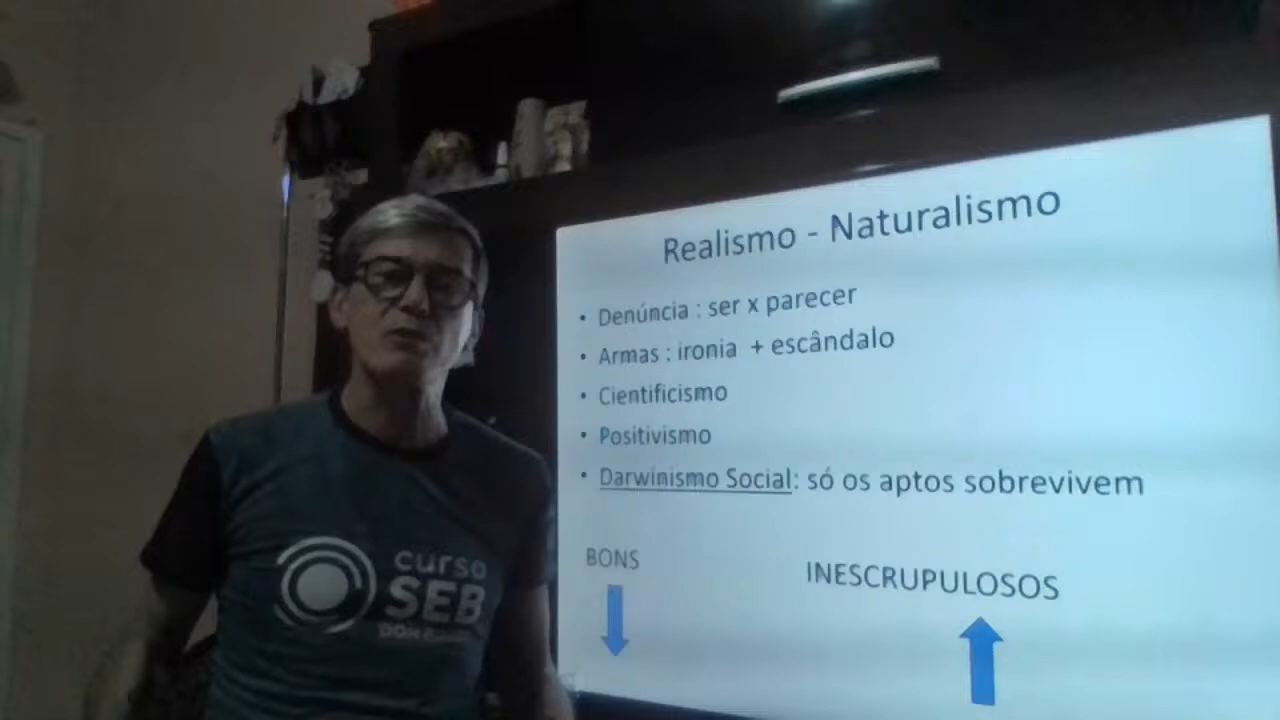 Realismo - Naturalismo
• Denúncia : ser x parecer
• Armas : ironia + escândalo
• Cientificismo
• Positivismo
• Darwinismo Social: só os aptos sobrevivem
BONS
INESCRUPULOSOS
curso
SEB